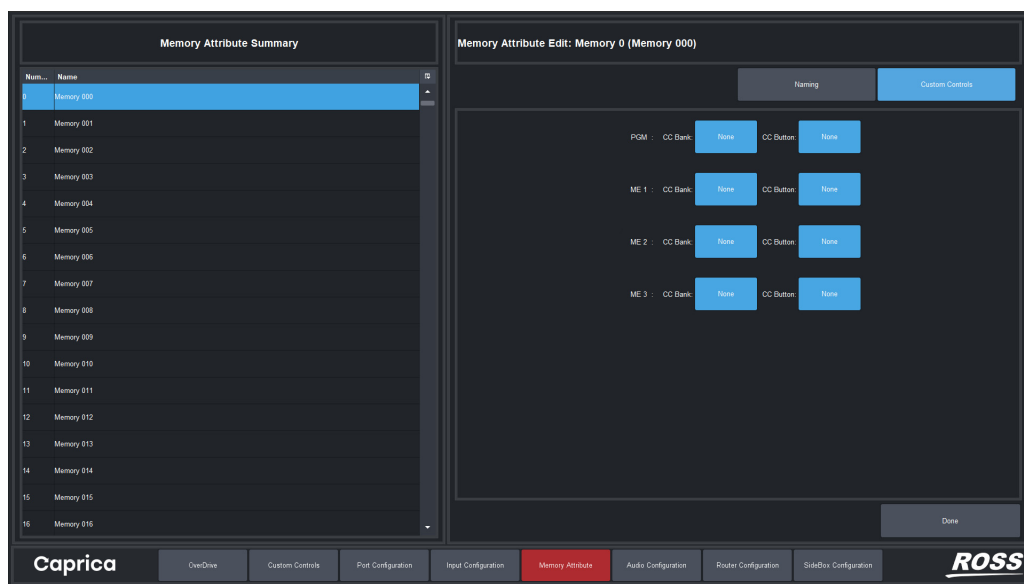 Memory Attribute Summary
Num... Name
0 Memory 000
1 Memory 001
2 Memory 002
3 Memory 003
4 Memory 004
5 Memory 005
6 Memory 006
7 Memory 007
8 Memory 008
9 Memory 009
10 Memory 010
11 Memory 011
12 Memory 012
13 Memory 013
14 Memory 014
15 Memory 015
16 Memory 016
Memory Attribute Edit: Memory 0 (Memory 000)
Naming Custom Controls
PGM : CC Bank: None CC Button: None
ME 1 : CC Bank: None CC Button: None
ME 2 : CC Bank: None CC Button: None
ME 3 : CC Bank: None CC Button: None
Done
Caprica OverDrive Custom Controls Port Configuration Input Configuration Memory Attribute Audio Configuration Router Configuration SideBox Configuration ROSS